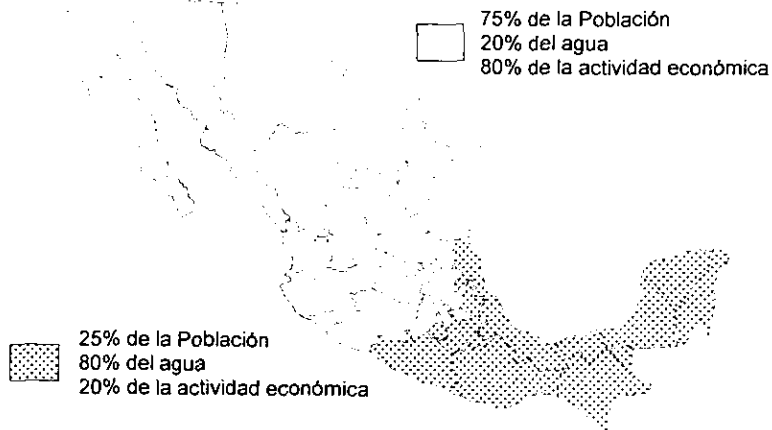 75% de la Población
20% del agua
80% de la actividad económica
25% de la Población
80% del agua
20% de la actividad económica